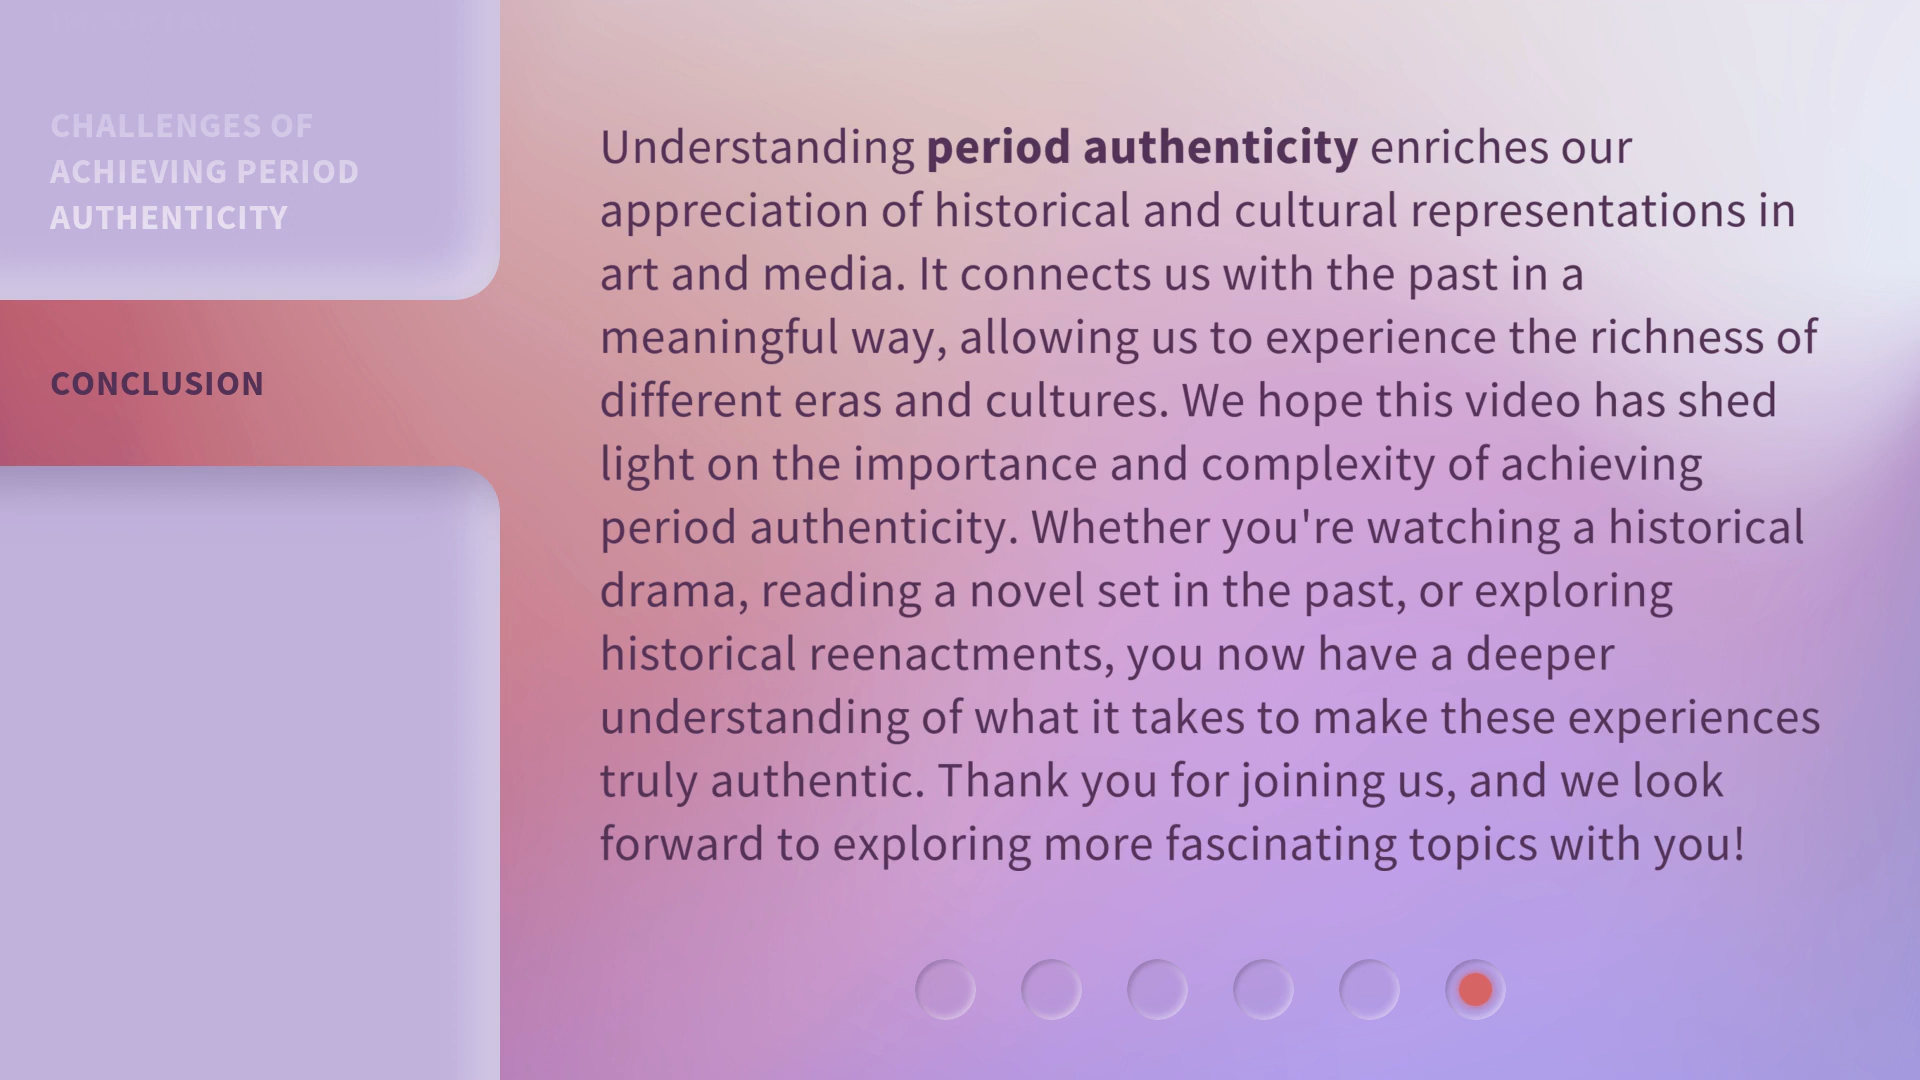 CHALLENGES OF
ACHIEVING PERIOD
AUTHENTICITY
CONCLUSION
Understanding period authenticity enriches our
appreciation of historical and cultural representations in
art and media. It connects us with the past in a
meaningful way, allowing us to experience the richness of
different eras and cultures. We hope this video has shed
light on the importance and complexity of achieving
period authenticity. Whether you're watching a historical
drama, reading a novel set in the past, or exploring
historical reenactments, you now have a deeper
understanding of what it takes to make these experiences
truly authentic. Thank you for joining us, and we look
forward to exploring more fascinating topics with you!